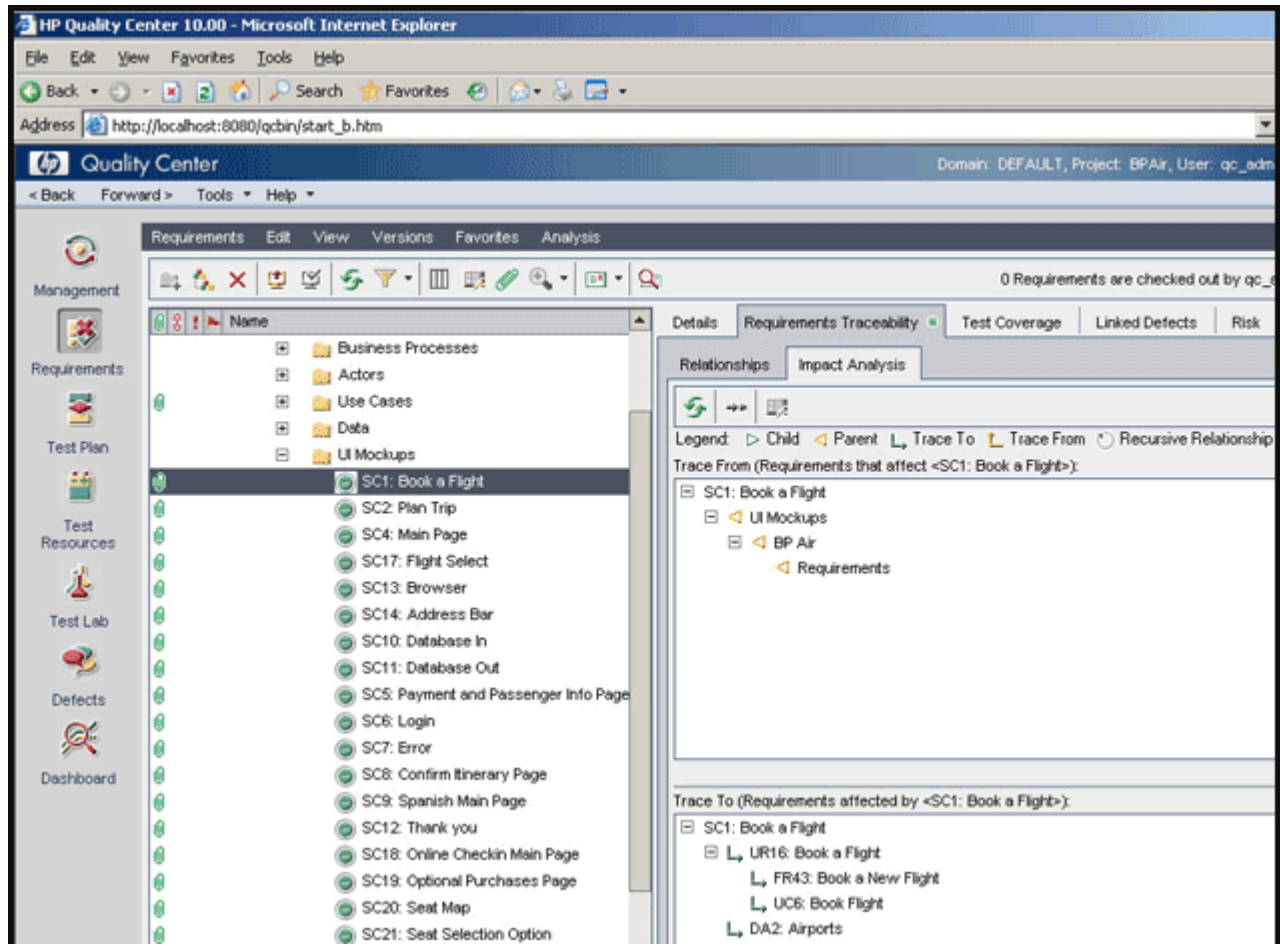 HP Quality Center 10.00 - Microsoft Internet Explorer
File Edit View Favorites Tools Help
Back Search Favorites
Address http://localhost:8080/qcbin/start_b.htm
hp Quality Center Domain: DEFAULT, Project: BPAir, User: qc_adm
< Back Forward > Tools Help
Requirements Edit View Versions Favorites Analysis
0 Requirements are checked out by qc_
Management
Requirements
Test Plan
Test
Resources
Test Lab
Defects
Dashboard
Name
Business Processes
Actors
Use Cases
Data
UI Mockups
SC1: Book a Flight
SC2: Plan Trip
SC4: Main Page
SC17: Flight Select
SC13: Browser
SC14: Address Bar
SC10: Database In
SC11: Database Out
SC5: Payment and Passenger Info Page
SC6: Login
SC7: Error
SC8: Confirm Itinerary Page
SC9: Spanish Main Page
SC12: Thank you
SC18: Online Checkin Main Page
SC19: Optional Purchases Page
SC20: Seat Map
SC21: Seat Selection Option
Details Requirements Traceability Test Coverage Linked Defects Risk
Relationships Impact Analysis
Legend: Child Parent Trace To Trace From Recursive Relationship
Trace From (Requirements that affect <SC1: Book a Flight>):
SC1: Book a Flight
UI Mockups
BP Air
Requirements
Trace To (Requirements affected by <SC1: Book a Flight>):
SC1: Book a Flight
UR16: Book a Flight
FR43: Book a New Flight
UC6: Book Flight
DA2: Airports